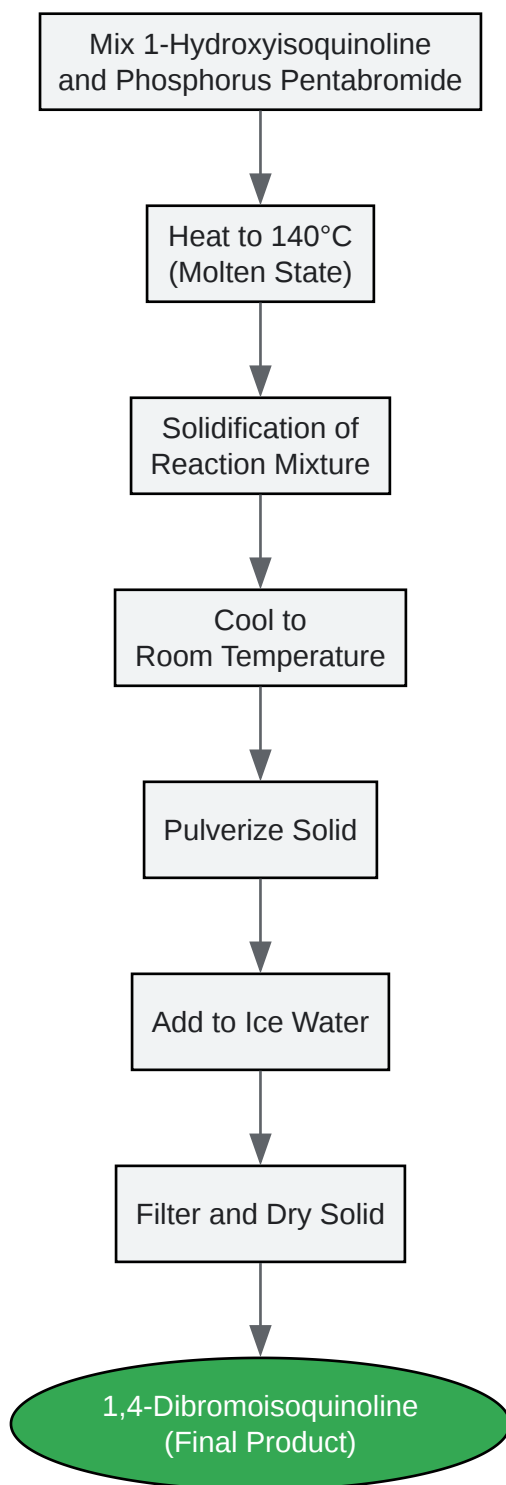 Mix 1-Hydroxyisoquinoline
and Phosphorus Pentabromide
Heat to 140°C
(Molten State)
Solidification of
Reaction Mixture
Cool to
Room Temperature
Pulverize Solid
Add to Ice Water
Filter and Dry Solid
1,4-Dibromoisoquinoline
(Final Product)